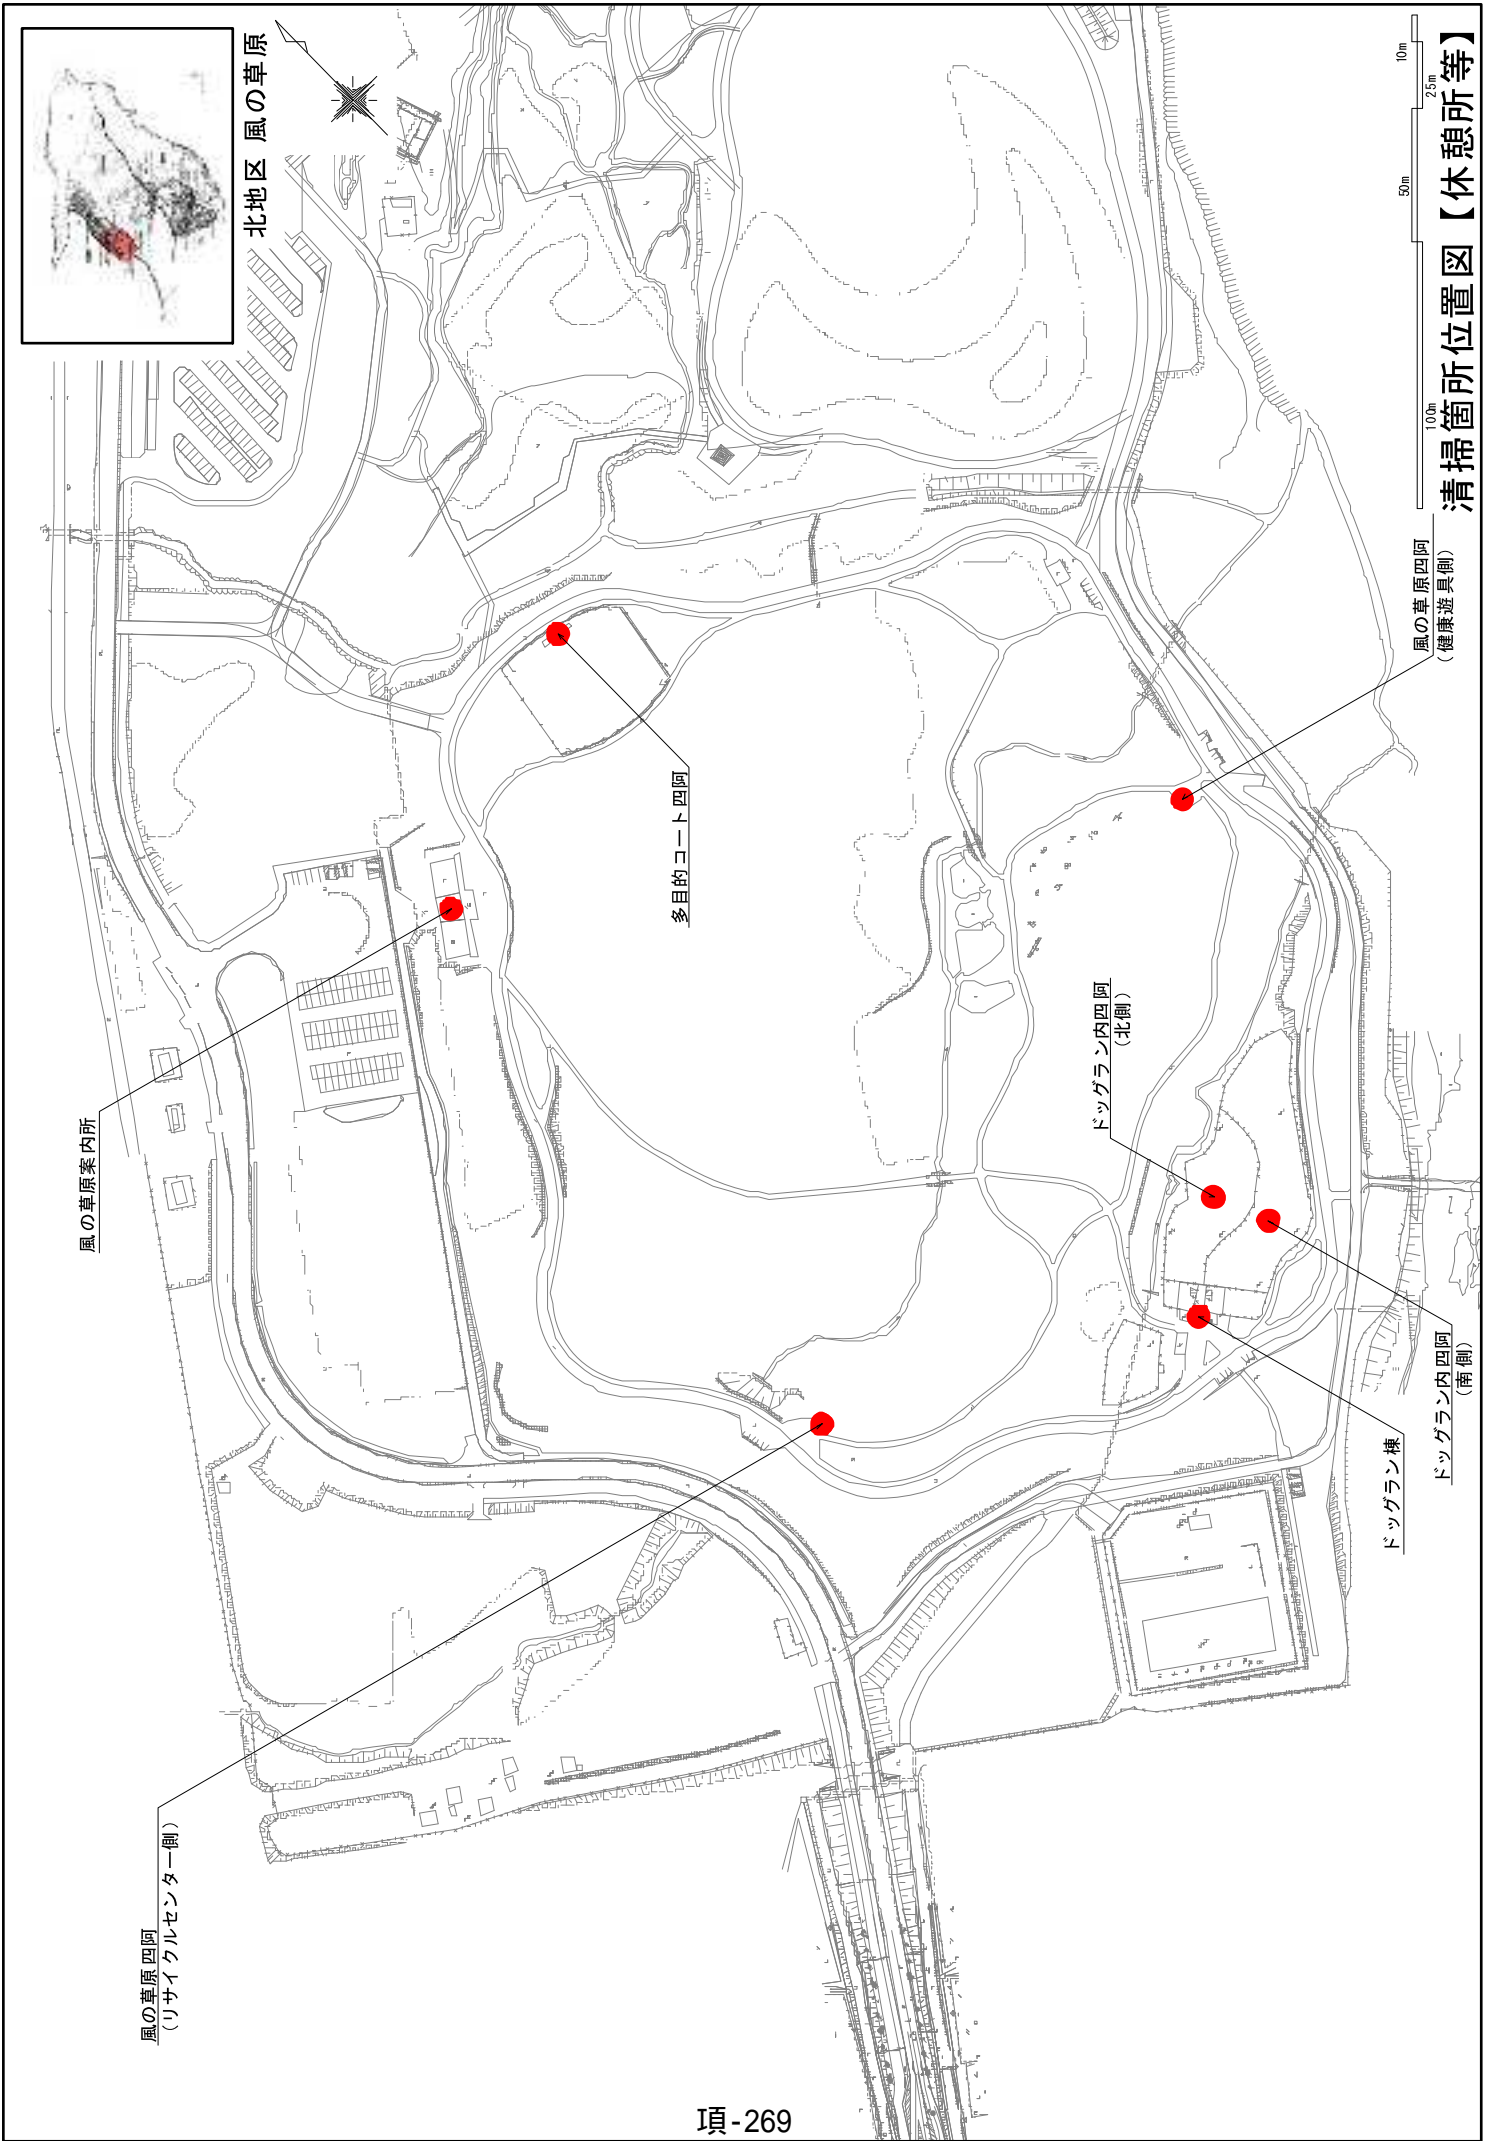 清掃箇所位置図【休憩所等】
北地区 風の草原
10m
25m
50m
100m
風の草原四阿
（健康遊具側）
多目的コート四阿
風の草原案内所
ドッグラン内四阿
（北側）
ドッグラン内四阿
（南側）
ドッグラン棟
風の草原四阿
（リサイクルセンター側）
項-269